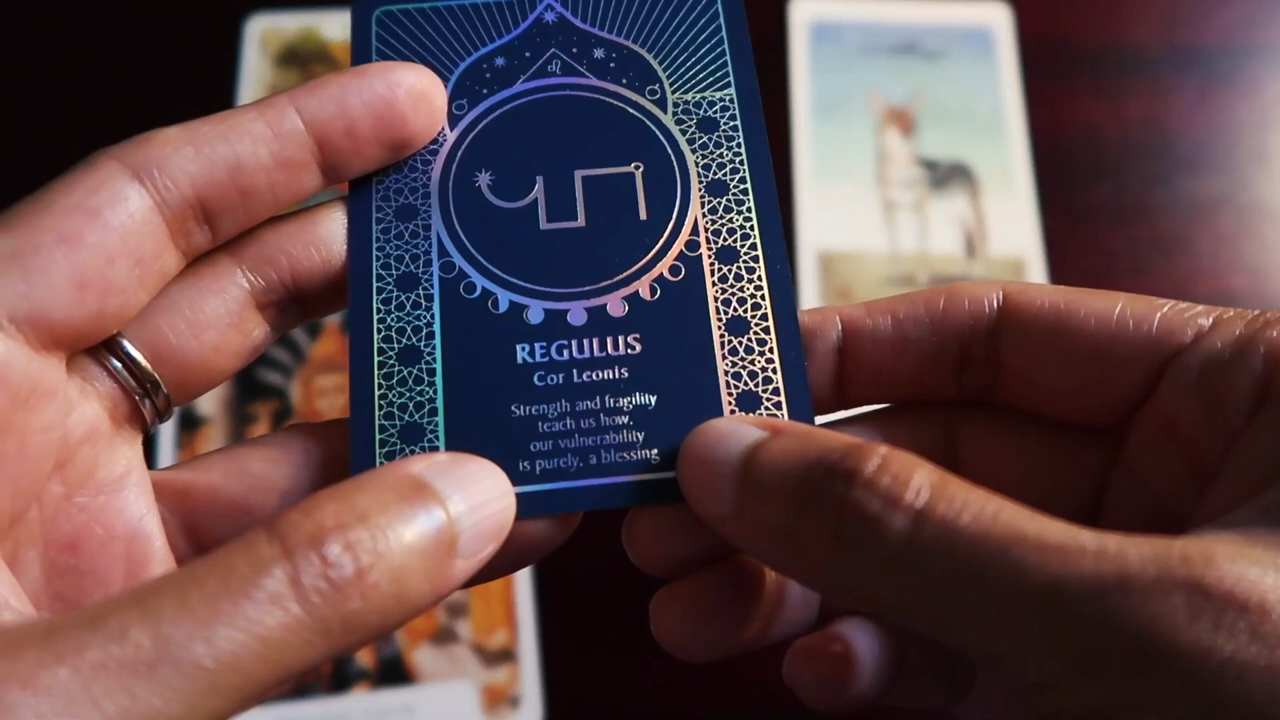 ♌
REGULUS
Cor Leonis
Strength and fragility
teach us how,
our vulnerability
is purely, a blessing